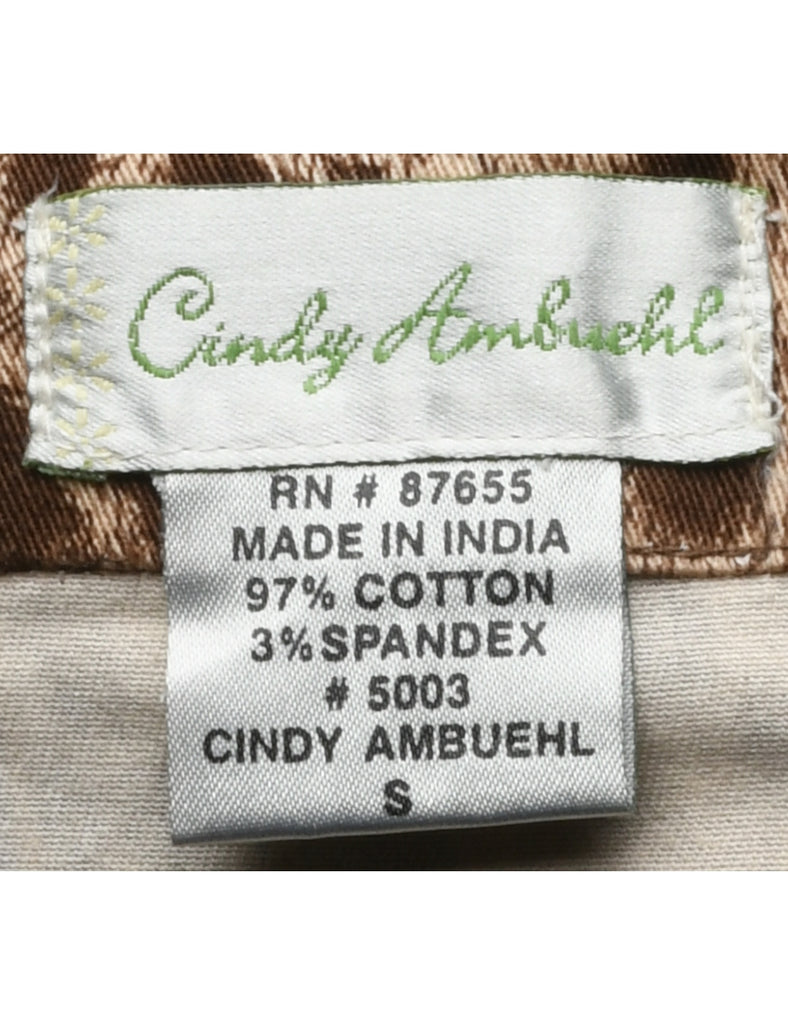 Cindy Ambuehl
RN # 87655
MADE IN INDIA
97% COTTON
3% SPANDEX
# 5003
CINDY AMBUEHL
S